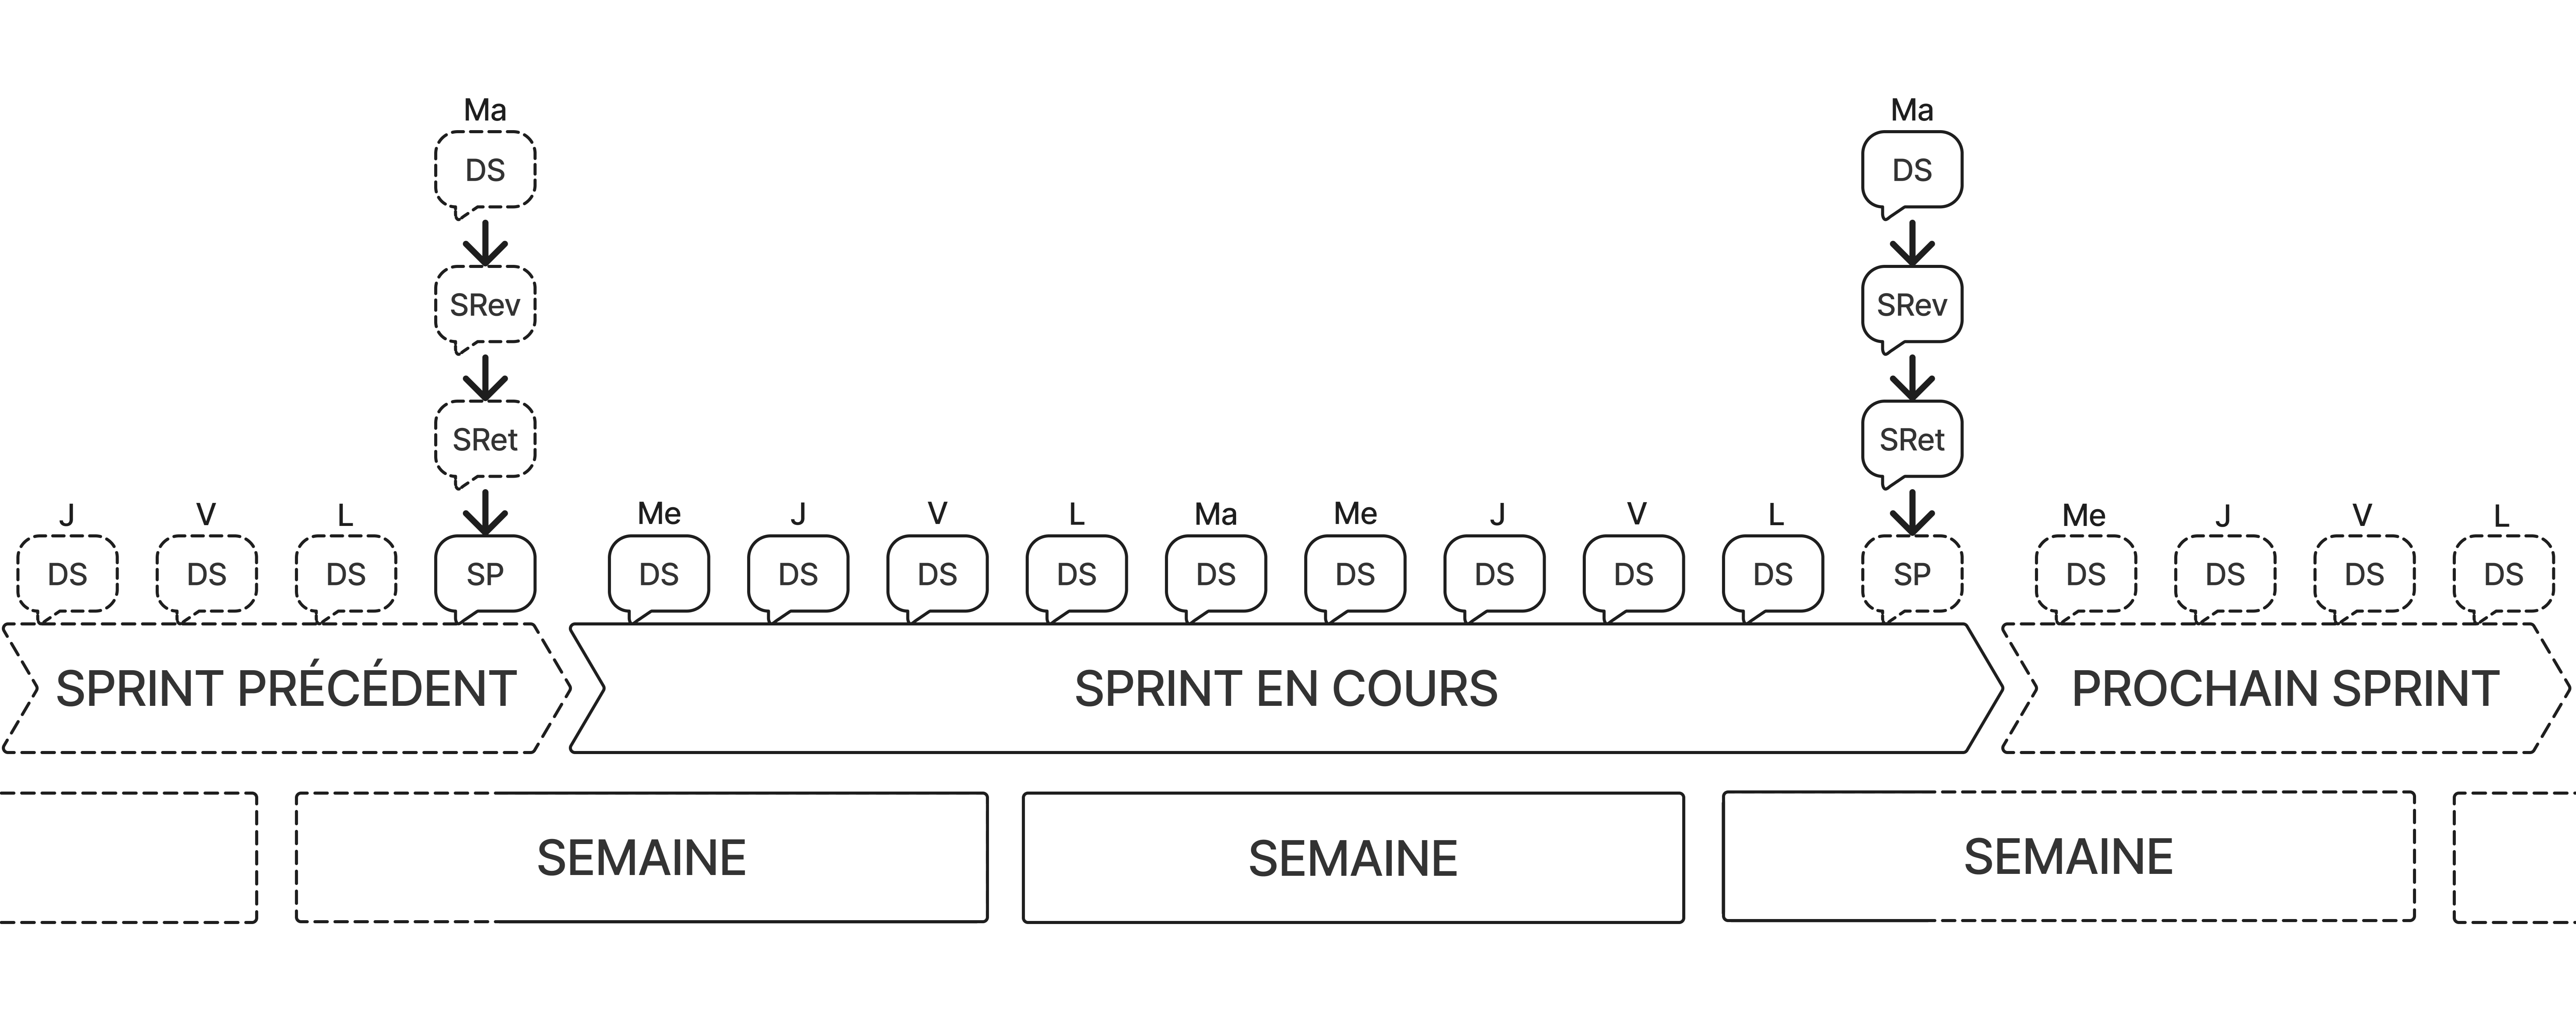 Ma
DS
SRev
SRet
Ma
DS
SRev
SRet
J V L Me J V L Ma Me J V L Me J V L
DS DS DS SP DS DS DS DS DS DS DS DS DS SP DS DS DS DS
SPRINT PRÉCÉDENT
SPRINT EN COURS
PROCHAIN SPRINT
SEMAINE
SEMAINE
SEMAINE